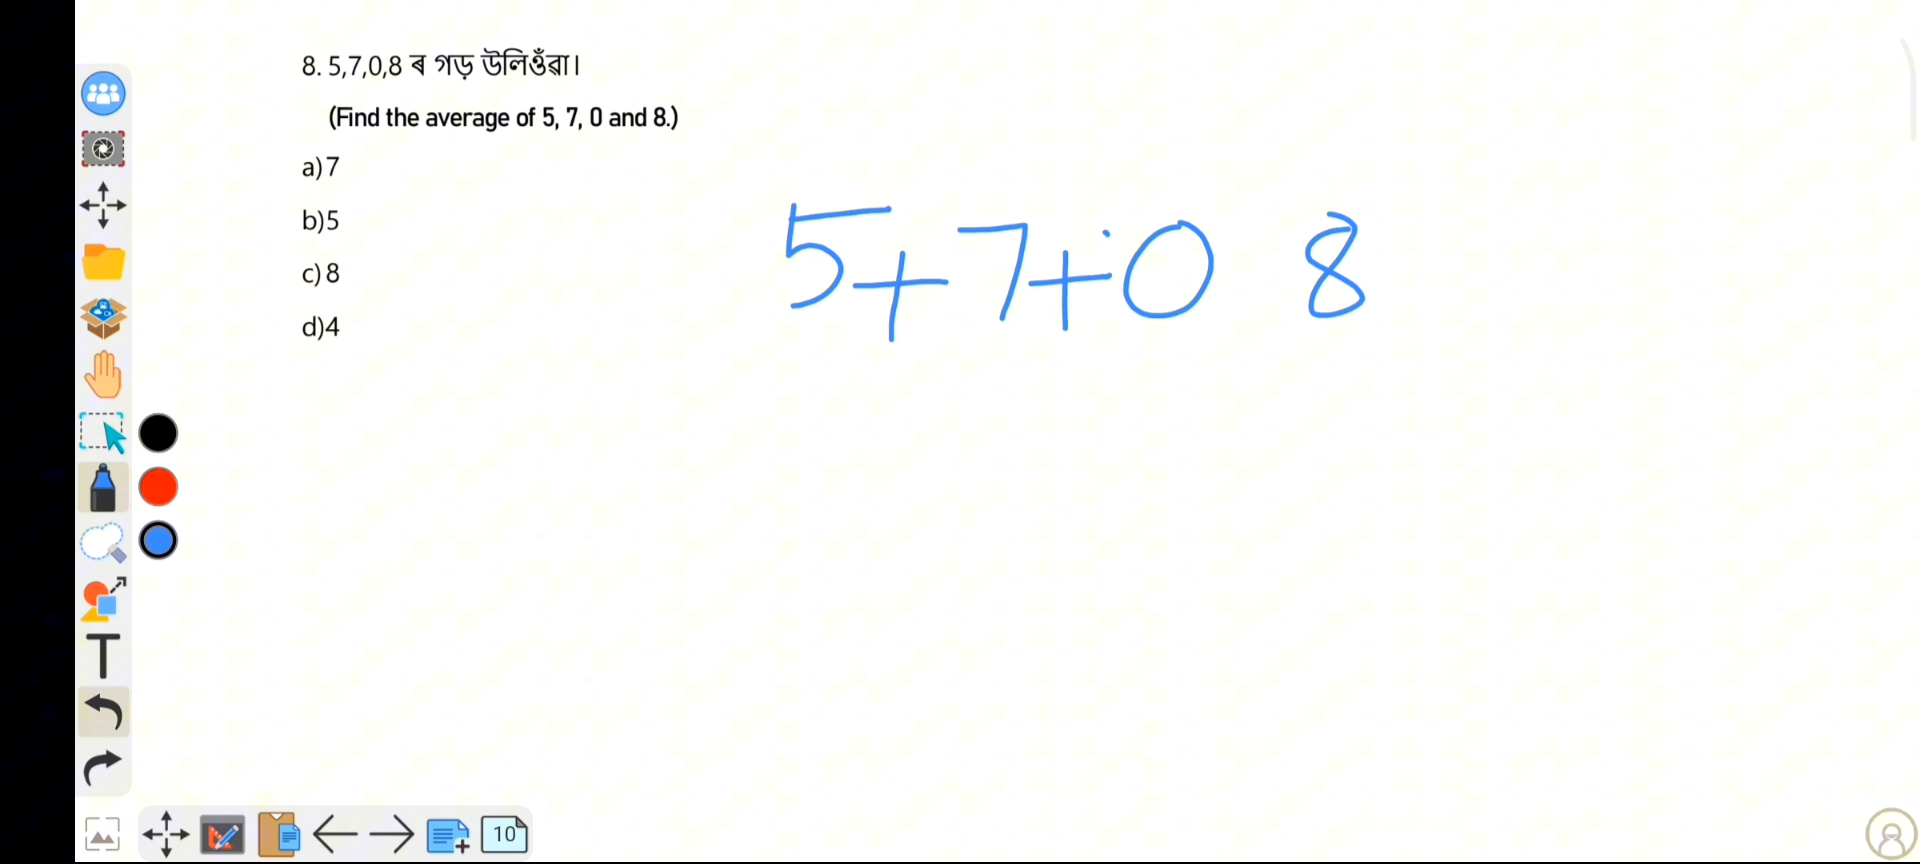 8. 5,7,0,8 ৰ গড় উলিওঁৱা।
(Find the average of 5, 7, 0 and 8.)
a)7
b)5
c) 8
d)4
5+7+0 8
T
10